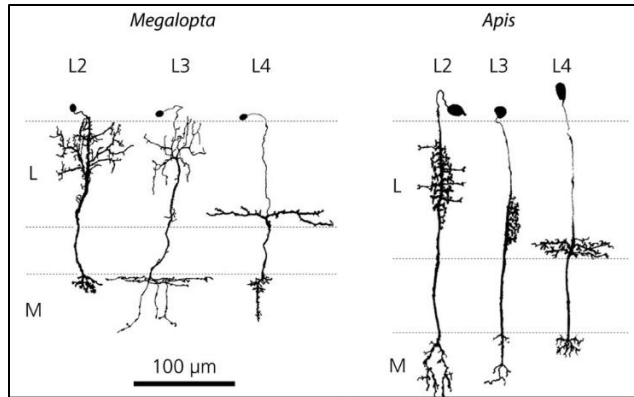 Megalopta Apis
L2 L3 L4 L2 L3 L4
L L
M M
100 µm